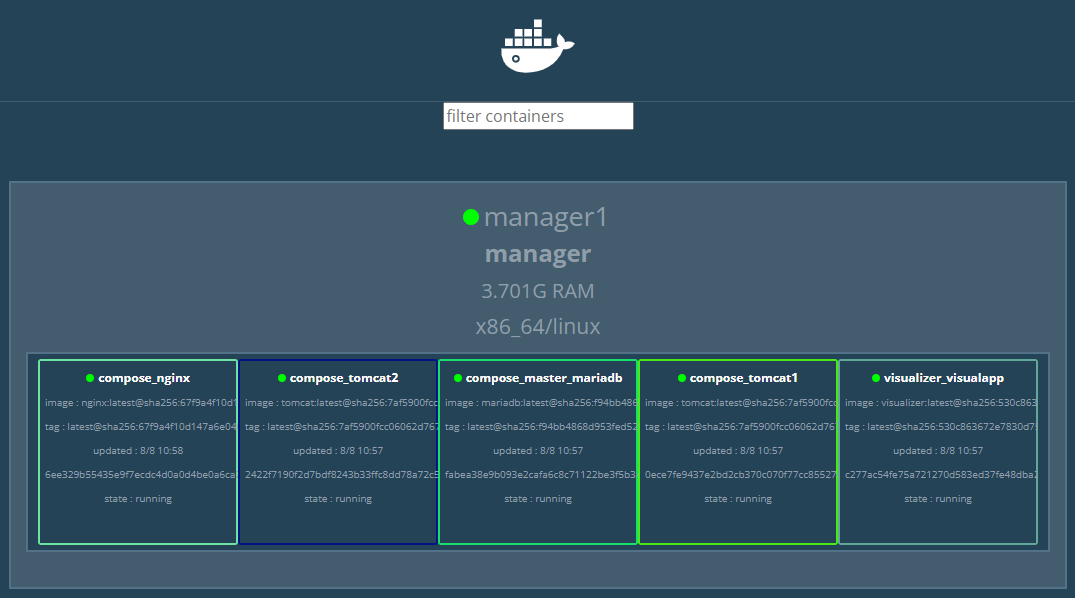 filter containers
manager1
manager
3.701G RAM
x86_64/linux
compose_nginx
image : nginx:latest@sha256:67f9a4f10d1
tag : latest@sha256:67f9a4f10d147a6e04
updated : 8/8 10:58
6ee329b55435e9f7ecdc4d0a0d4be0a6ca
state : running
compose_tomcat2
image : tomcat:latest@sha256:7af5900fcc
tag : latest@sha256:7af5900fcc06062d767
updated : 8/8 10:57
2422f7190f2d7bdf8243b33ffc8dd78a72c5
state : running
compose_master_mariadb
image : mariadb:latest@sha256:f94bb486
tag : latest@sha256:f94bb4868d953fed52
updated : 8/8 10:57
fabea38e9b093e2cafa6c8c71122be3f5b3
state : running
compose_tomcat1
image : tomcat:latest@sha256:7af5900fcc
tag : latest@sha256:7af5900fcc06062d767
updated : 8/8 10:57
0ece7fe9437e2bd2cb370c070f77cc85527
state : running
visualizer_visualapp
image : visualizer:latest@sha256:530c863
tag : latest@sha256:530c863672e7830d75
updated : 8/8 10:57
c277ac54fe75a721270d583ed37fe48dba2
state : running